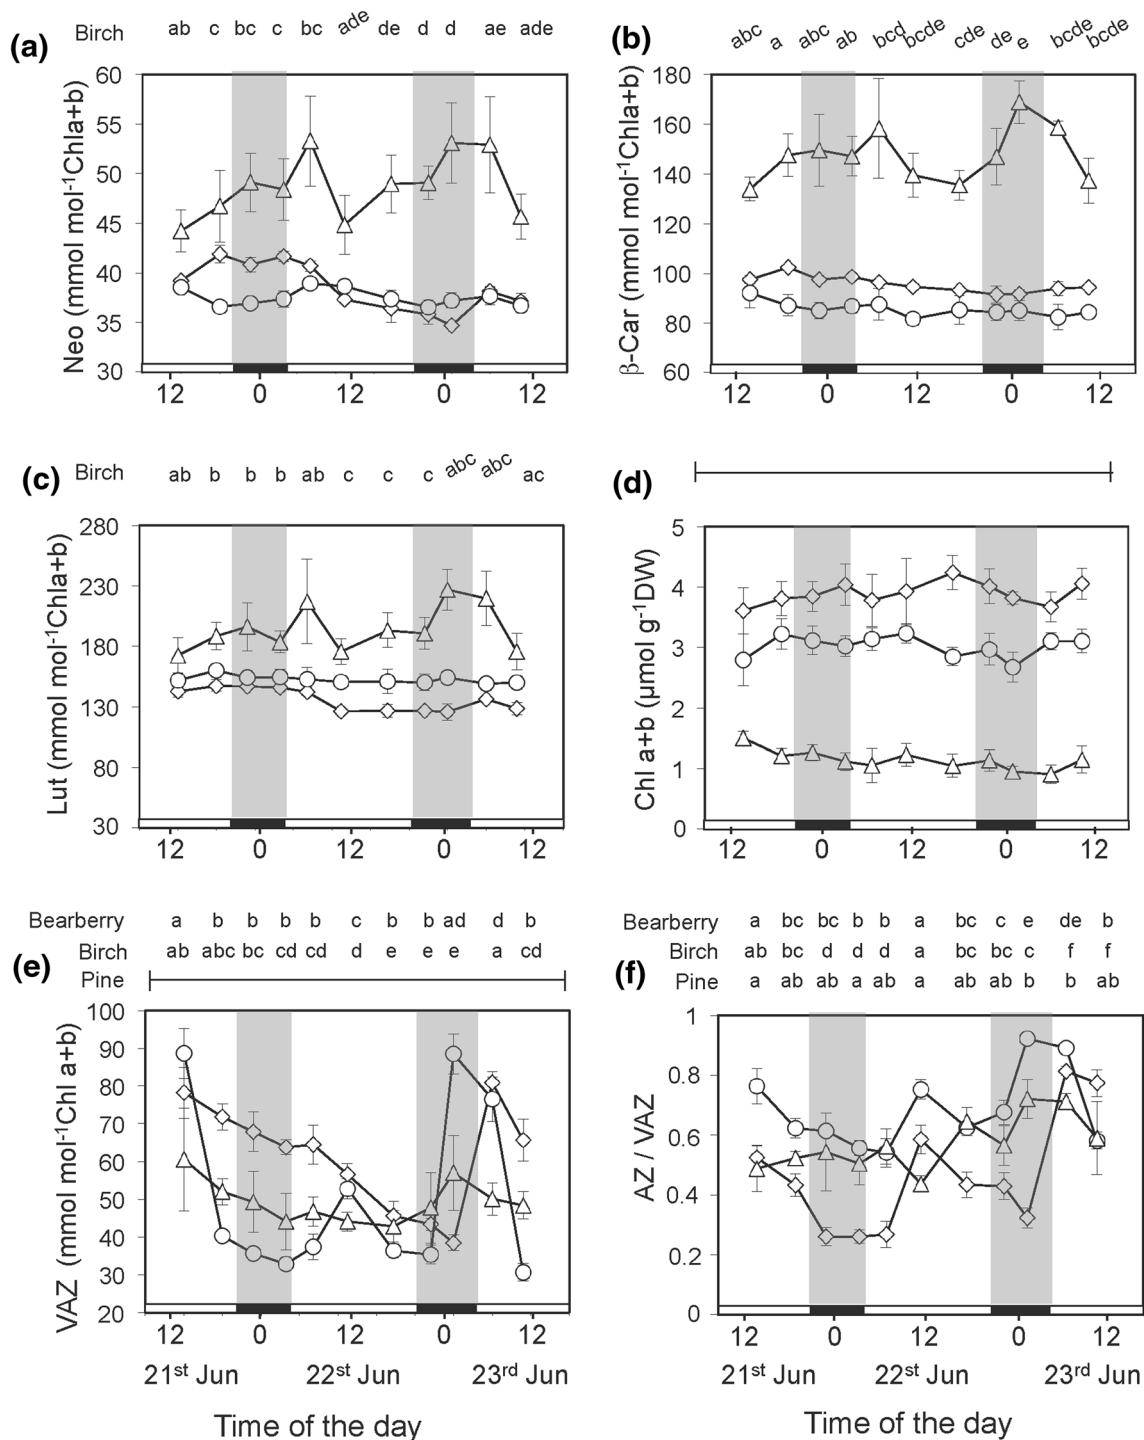 (a) Birch ab c bc c bc ade de d d ae ade
Neo (mmol mol⁻¹Chla+b)
60
55
50
45
40
35
30
12 0 12 0 12
(b) abc a abc ab bcd bcde cde de e bcde bcde
β-Car (mmol mol⁻¹Chla+b)
180
160
140
120
100
80
60
12 0 12 0 12
(c) Birch ab b b b ab c c c abc abc ac
Lut (mmol mol⁻¹Chla+b)
280
230
180
130
80
30
12 0 12 0 12
(d)
Chl a+b (µmol g⁻¹DW)
5
4
3
2
1
0
12 0 12 0 12
(e)
Bearberry a b b b b c b b ad d b
Birch ab abc bc cd cd d e e e a cd
Pine
VAZ (mmol mol⁻¹Chl a+b)
100
90
80
70
60
50
40
30
20
12 0 12 0 12
21ˢᵗ Jun 22ˢᵗ Jun 23ʳᵈ Jun
Time of the day
(f)
Bearberry a bc bc b b a bc c e de b
Birch ab bc d d d a bc bc c f f
Pine a ab ab a ab a ab ab b b ab
AZ / VAZ
1
0.8
0.6
0.4
0.2
0
12 0 12 0 12
21ˢᵗ Jun 22ˢᵗ Jun 23ʳᵈ Jun
Time of the day